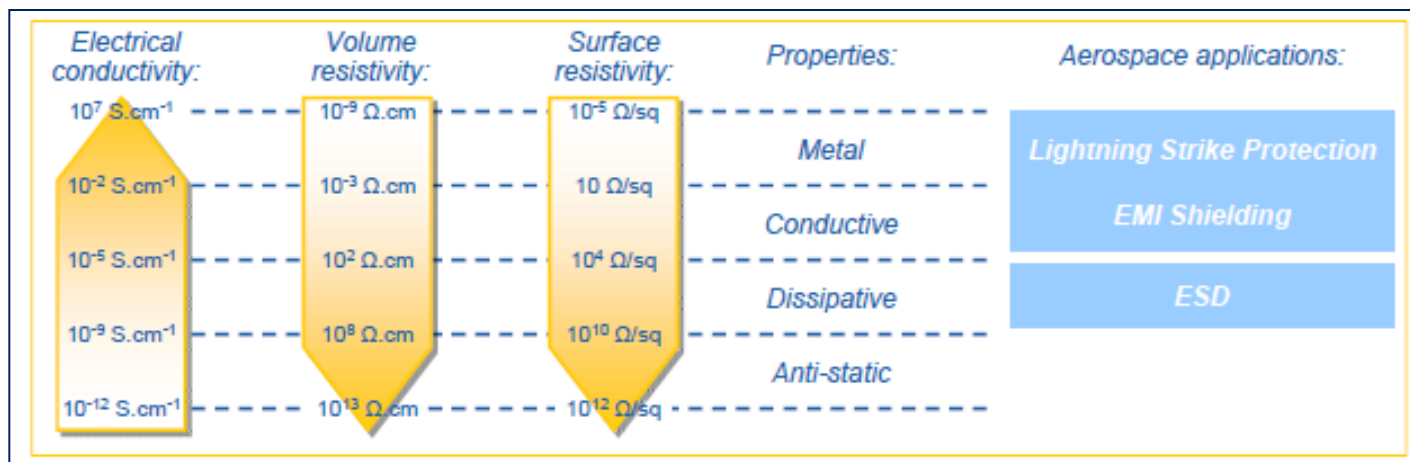 Electrical conductivity: Volume resistivity: Surface resistivity: Properties: Aerospace applications:
10⁷ S.cm⁻¹ 10⁻⁹ Ω.cm 10⁻⁵ Ω/sq
Metal Lightning Strike Protection
10⁻² S.cm⁻¹ 10⁻³ Ω.cm 10 Ω/sq
Conductive EMI Shielding
10⁻⁵ S.cm⁻¹ 10² Ω.cm 10⁴ Ω/sq
Dissipative ESD
10⁻⁹ S.cm⁻¹ 10⁸ Ω.cm 10¹⁰ Ω/sq
Anti-static
10⁻¹² S.cm⁻¹ 10¹³ Ω.cm 10¹² Ω/sq